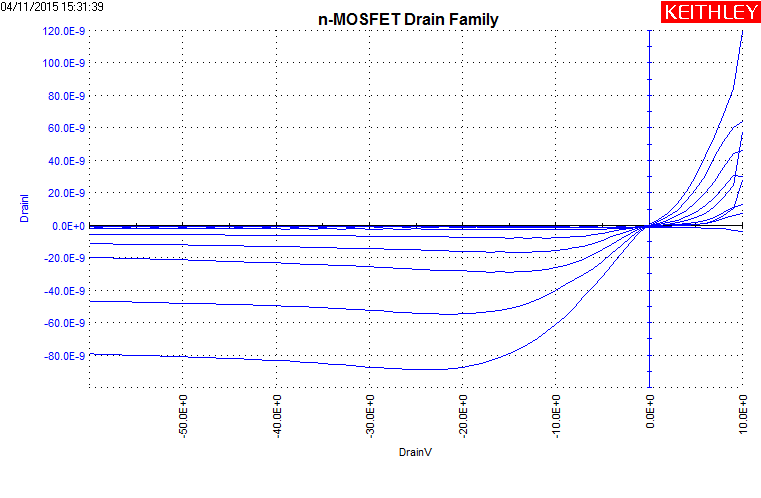 04/11/2015 15:31:39
KEITHLEY
n-MOSFET Drain Family
120.0E-9
100.0E-9
80.0E-9
60.0E-9
40.0E-9
20.0E-9
0.0E+0
-20.0E-9
-40.0E-9
-60.0E-9
-80.0E-9
DrainI
-50.0E+0
-40.0E+0
-30.0E+0
-20.0E+0
-10.0E+0
0.0E+0
10.0E+0
DrainV